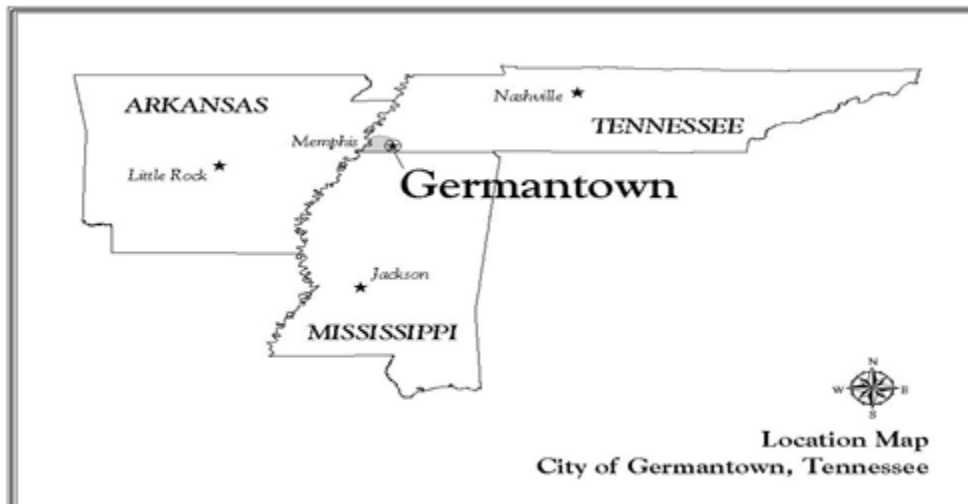 Nashville
ARKANSAS
TENNESSEE
Memphis
Little Rock
Germantown
Jackson
MISSISSIPPI
N
W E
S
Location Map
City of Germantown, Tennessee